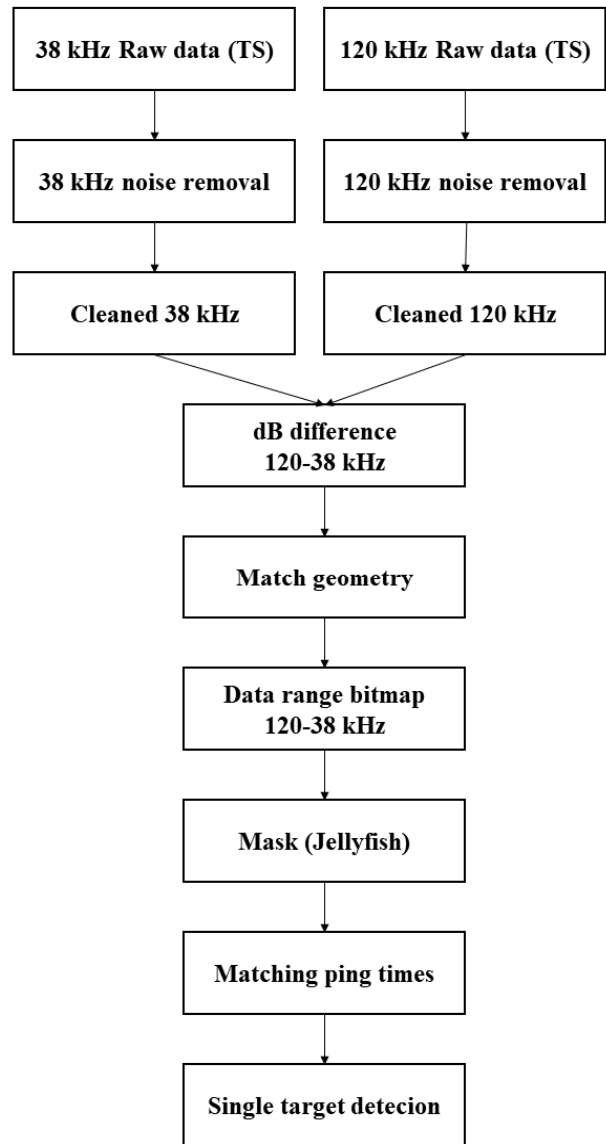 38 kHz Raw data (TS)
120 kHz Raw data (TS)
38 kHz noise removal
120 kHz noise removal
Cleaned 38 kHz
Cleaned 120 kHz
dB difference
120-38 kHz
Match geometry
Data range bitmap
120-38 kHz
Mask (Jellyfish)
Matching ping times
Single target detecion